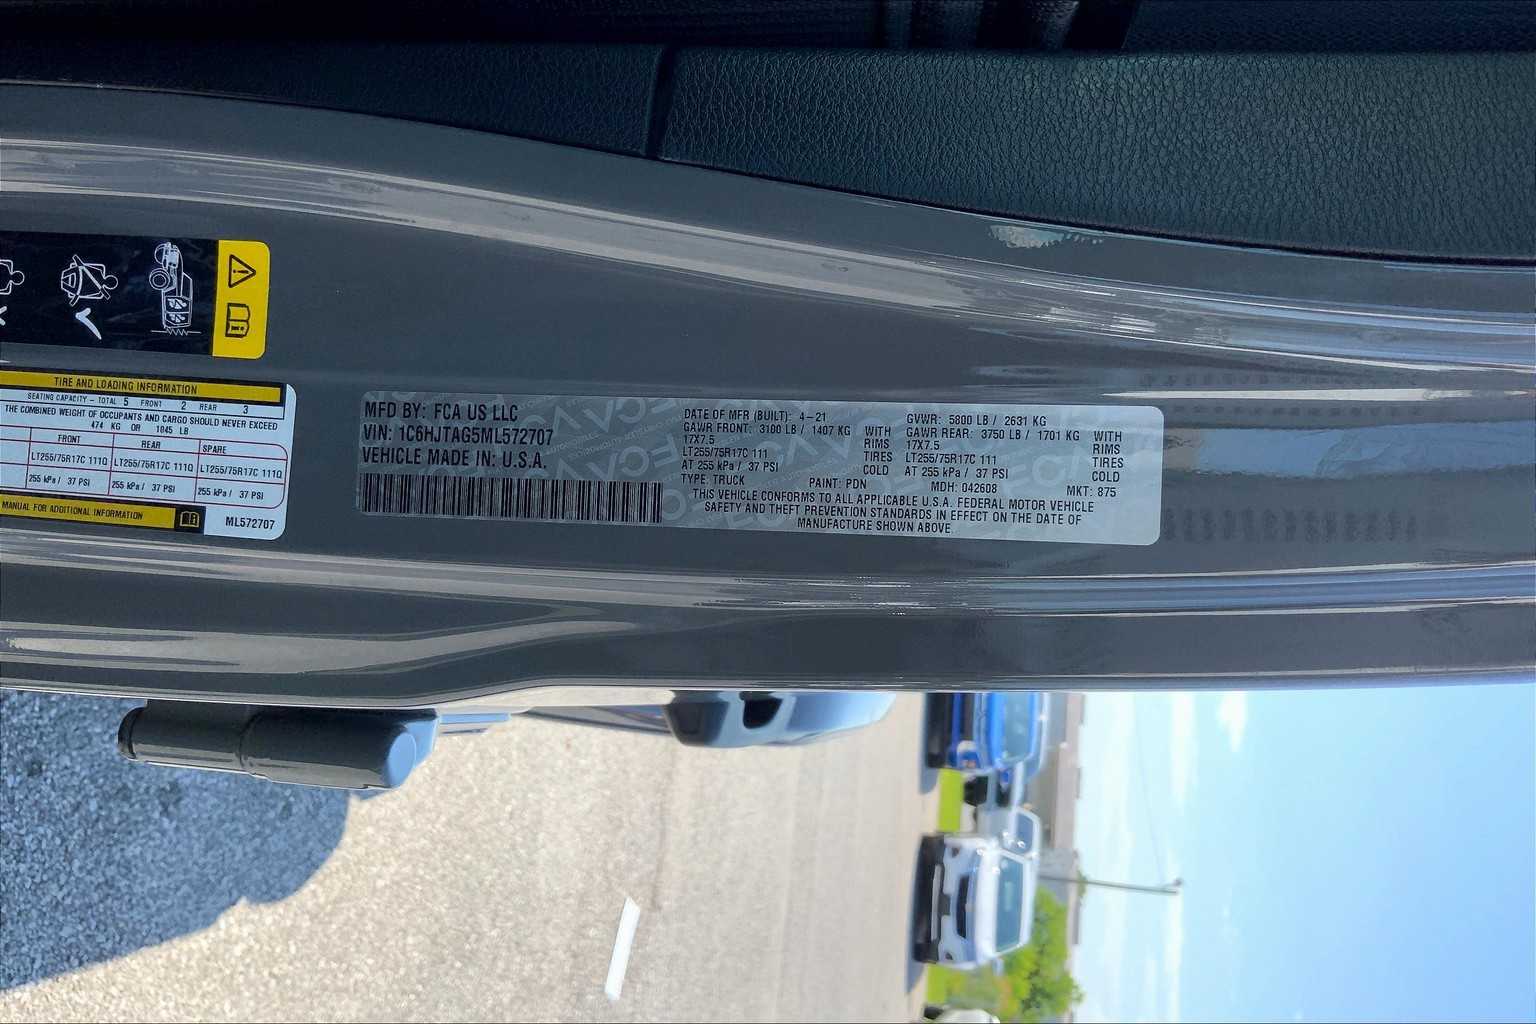 TIRE AND LOADING INFORMATION
SEATING CAPACITY – TOTAL 5 FRONT 2 REAR 3
THE COMBINED WEIGHT OF OCCUPANTS AND CARGO SHOULD NEVER EXCEED
474 KG OR 1045 LB
FRONT REAR SPARE
LT255/75R17C 111Q LT255/75R17C 111Q LT255/75R17C 111Q
255 kPa / 37 PSI 255 kPa / 37 PSI 255 kPa / 37 PSI
MANUAL FOR ADDITIONAL INFORMATION
ML572707
MFD BY: FCA US LLC
VIN: 1C6HJTAG5ML572707
VEHICLE MADE IN: U.S.A.
DATE OF MFR (BUILT): 4-21
GAWR FRONT: 3100 LB / 1407 KG WITH
17X7.5 RIMS
LT255/75R17C 111 TIRES
AT 255 kPa / 37 PSI COLD
TYPE: TRUCK PAINT: PDN
GVWR: 5800 LB / 2631 KG
GAWR REAR: 3750 LB / 1701 KG WITH
17X7.5 RIMS
LT255/75R17C 111 TIRES
AT 255 kPa / 37 PSI COLD
MDH: 042608 MKT: 875
THIS VEHICLE CONFORMS TO ALL APPLICABLE U.S.A. FEDERAL MOTOR VEHICLE
SAFETY AND THEFT PREVENTION STANDARDS IN EFFECT ON THE DATE OF
MANUFACTURE SHOWN ABOVE.